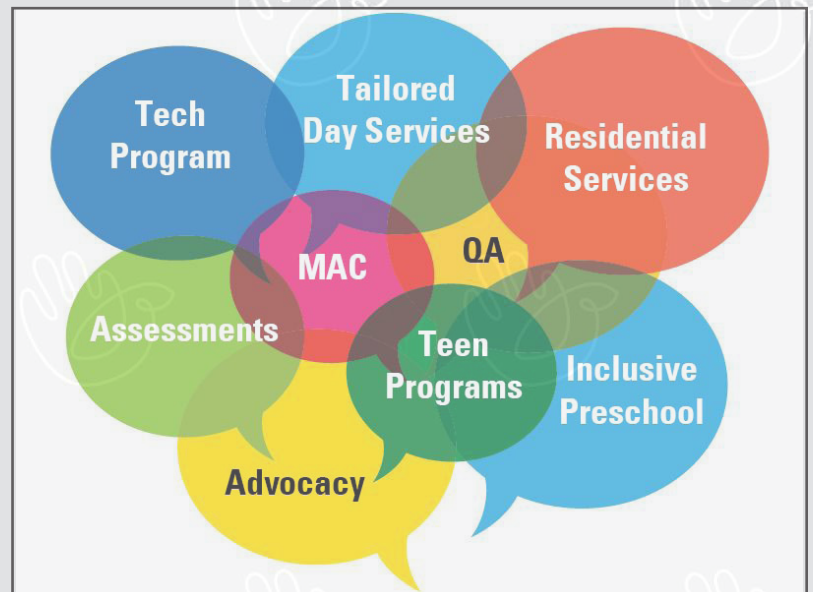 Tech
Program
Tailored
Day Services
Residential
Services
MAC
QA
Assessments
Teen
Programs
Inclusive
Preschool
Advocacy